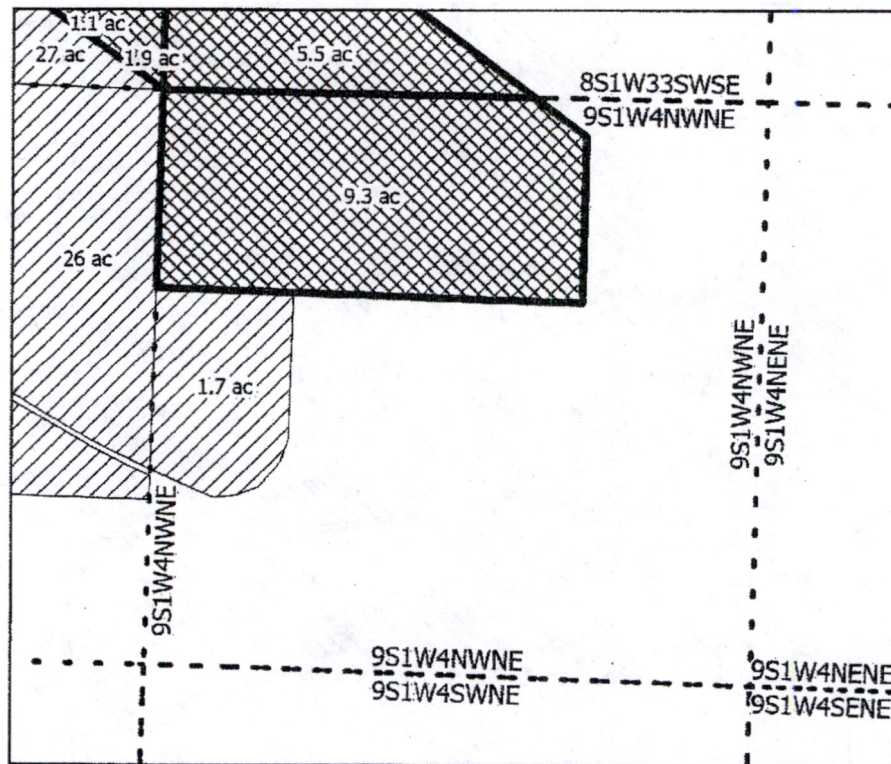 1.1 ac
27 ac
1.9 ac
5.5 ac
8S1W33SWSE
9S1W4NWNE
9.3 ac
26 ac
1.7 ac
9S1W4NWNE
9S1W4NENE
9S1W4NWNE
9S1W4NWNE
9S1W4SWNE
9S1W4NENE
9S1W4SENE